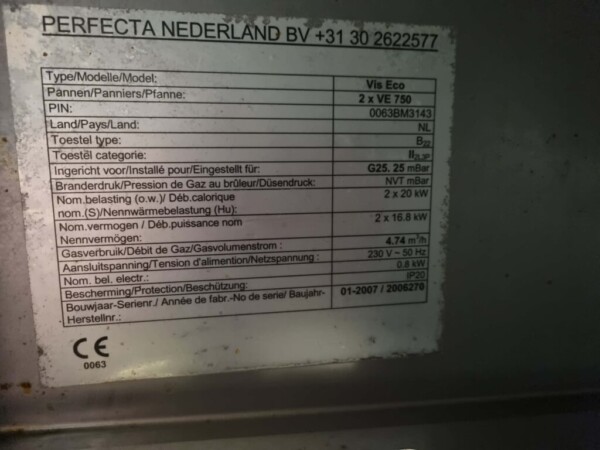 PERFECTA NEDERLAND BV +31 30 2622577
Type/Modelle/Model: Vis Eco
Pannen/Panniers/Pfanne: 2 x VE 750
PIN: 0063BM3143
Land/Pays/Land: NL
Toestel type: B22
Toestel categorie: II2L3P
Ingericht voor/Installé pour/Eingestellt für: G25. 25 mBar
Branderdruk/Pression de Gaz au brûleur/Düsendruck: NVT mBar
Nom.belasting (o.w.)/ Déb.calorique 2 x 20 kW
nom.(S)/Nennwärmebelastung (Hu):
Nom.vermogen / Déb.puissance nom 2 x 16.8 kW
Nennvermögen:
Gasverbruik/Débit de Gaz/Gasvolumenstrom : 4.74 m³/h
Aansluitspanning/Tension d'alimention/Netzspannung : 230 V ~ 50 Hz
Nom. bel. electr.: 0.8 kW
Bescherming/Protection/Beschützung: IP20
Bouwjaar-Serienr./ Année de fabr.-No de serie/ Baujahr- 01-2007 / 2006270
Herstellnr.:
CE
0063